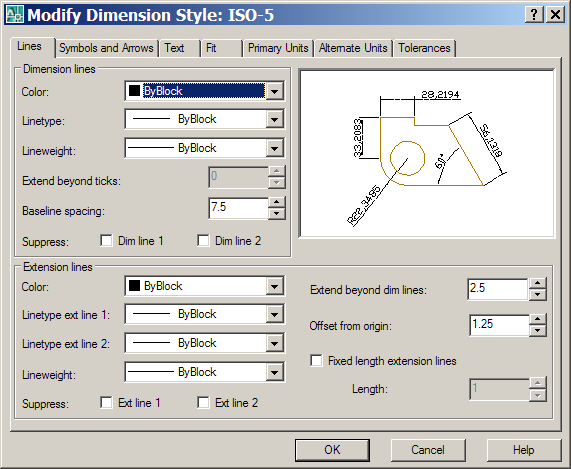 Modify Dimension Style: ISO-5
Lines Symbols and Arrows Text Fit Primary Units Alternate Units Tolerances
Dimension lines
Color: ByBlock
Linetype: ByBlock
Lineweight: ByBlock
Extend beyond ticks: 0
Baseline spacing: 7.5
Suppress: Dim line 1 Dim line 2
28,2194
33,2083
56,1318
60°
R22,3485
Extension lines
Color: ByBlock
Linetype ext line 1: ByBlock
Linetype ext line 2: ByBlock
Lineweight: ByBlock
Suppress: Ext line 1 Ext line 2
Extend beyond dim lines: 2.5
Offset from origin: 1.25
Fixed length extension lines
Length: 1
OK Cancel Help